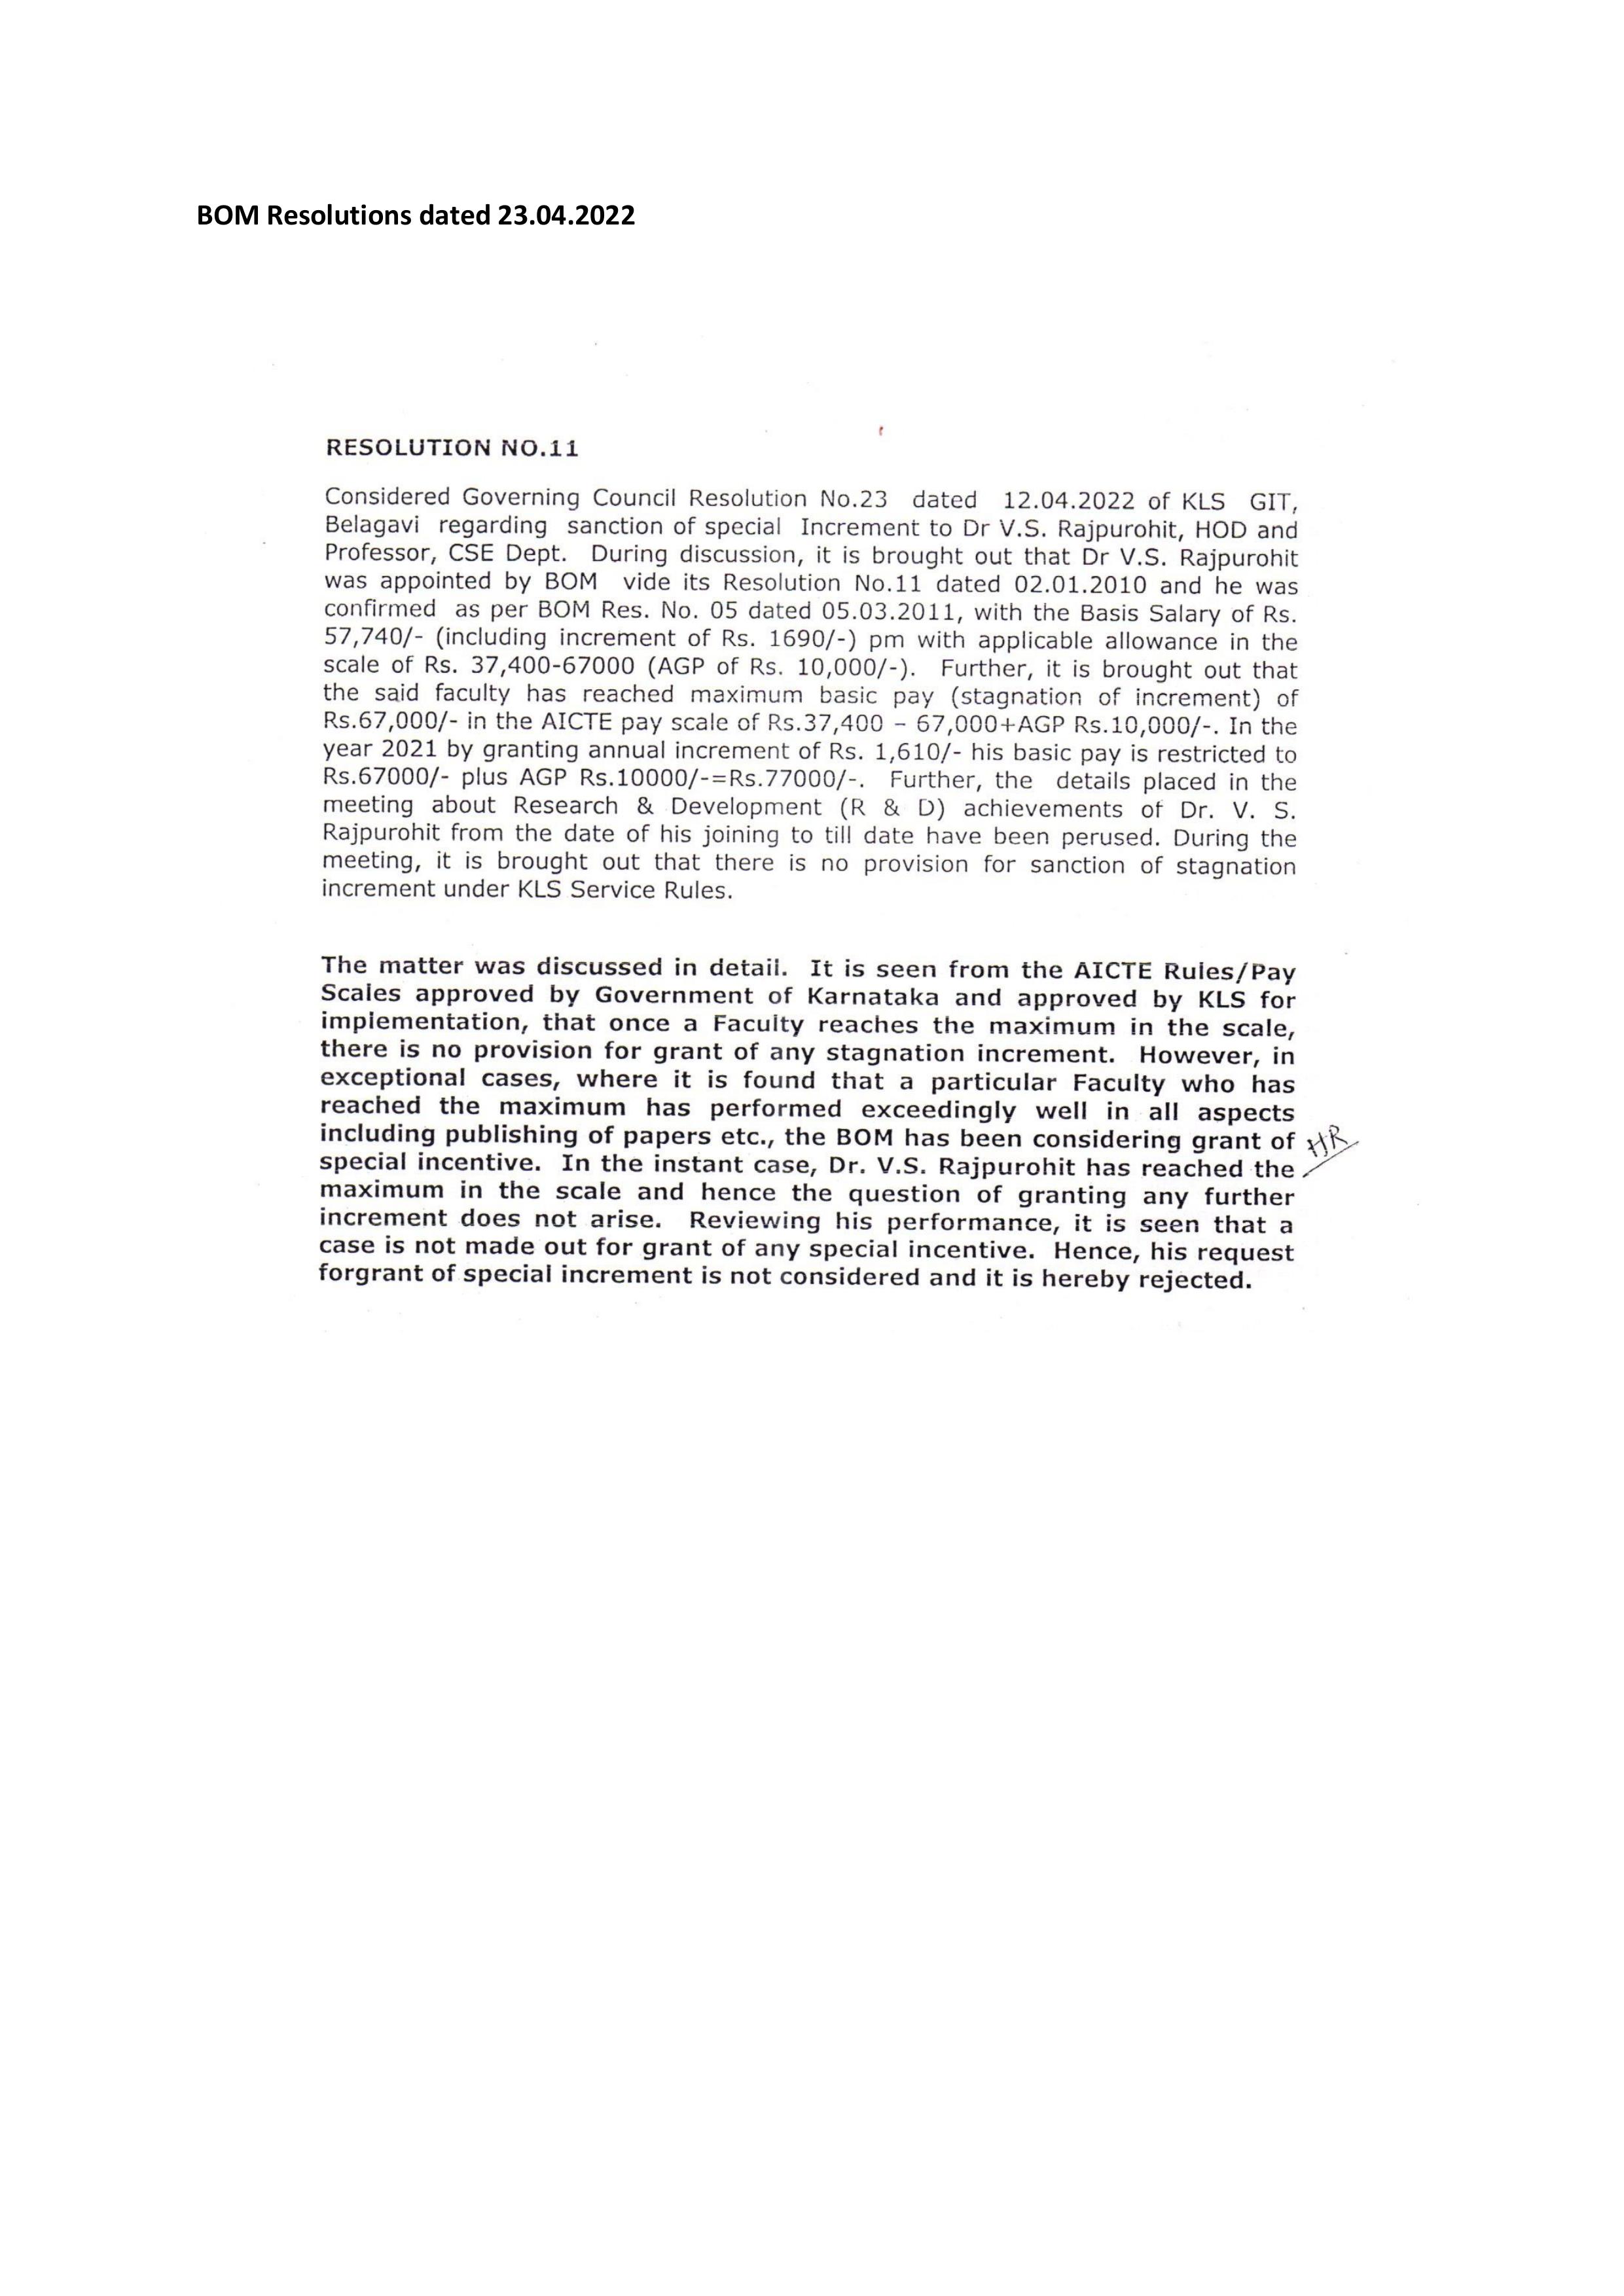 BOM Resolutions dated 23.04.2022
RESOLUTION NO.11
Considered Governing Council Resolution No.23 dated 12.04.2022 of KLS GIT,
Belagavi regarding sanction of special Increment to Dr V.S. Rajpurohit, HOD and
Professor, CSE Dept. During discussion, it is brought out that Dr V.S. Rajpurohit
was appointed by BOM vide its Resolution No.11 dated 02.01.2010 and he was
confirmed as per BOM Res. No. 05 dated 05.03.2011, with the Basis Salary of Rs.
57,740/- (including increment of Rs. 1690/-) pm with applicable allowance in the
scale of Rs. 37,400-67000 (AGP of Rs. 10,000/-). Further, it is brought out that
the said faculty has reached maximum basic pay (stagnation of increment) of
Rs.67,000/- in the AICTE pay scale of Rs.37,400 – 67,000+AGP Rs.10,000/-. In the
year 2021 by granting annual increment of Rs. 1,610/- his basic pay is restricted to
Rs.67000/- plus AGP Rs.10000/-=Rs.77000/-. Further, the details placed in the
meeting about Research & Development (R & D) achievements of Dr. V. S.
Rajpurohit from the date of his joining to till date have been perused. During the
meeting, it is brought out that there is no provision for sanction of stagnation
increment under KLS Service Rules.
The matter was discussed in detail. It is seen from the AICTE Rules/Pay
Scales approved by Government of Karnataka and approved by KLS for
implementation, that once a Faculty reaches the maximum in the scale,
there is no provision for grant of any stagnation increment. However, in
exceptional cases, where it is found that a particular Faculty who has
reached the maximum has performed exceedingly well in all aspects
including publishing of papers etc., the BOM has been considering grant of HR
special incentive. In the instant case, Dr. V.S. Rajpurohit has reached the
maximum in the scale and hence the question of granting any further
increment does not arise. Reviewing his performance, it is seen that a
case is not made out for grant of any special incentive. Hence, his request
forgrant of special increment is not considered and it is hereby rejected.